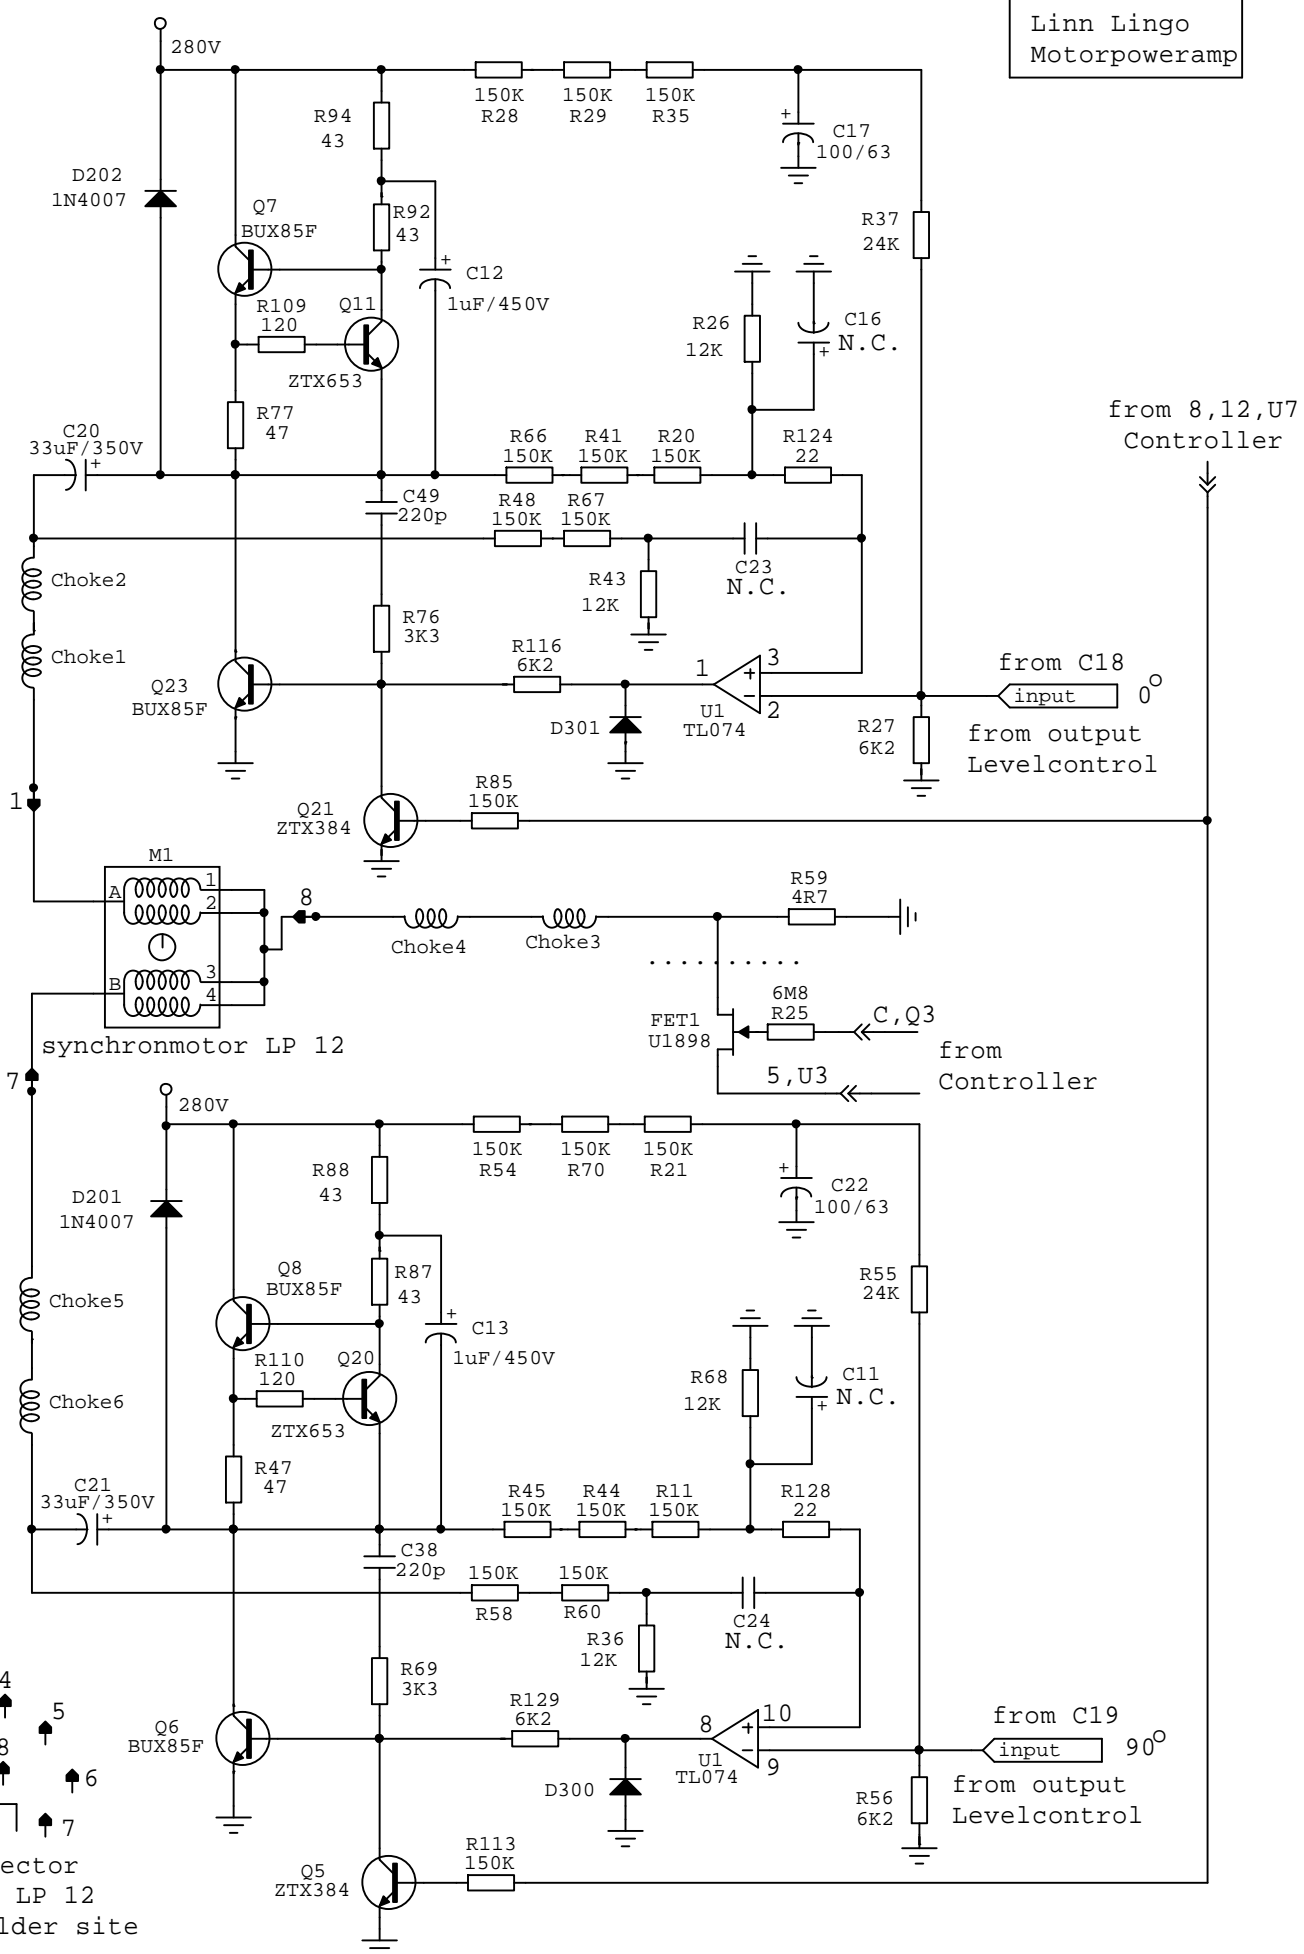 Linn Lingo
Motorpoweramp
280V
R94
43
150K
R28
150K
R29
150K
R35
+
C17
100/63
D202
1N4007
Q7
BUX85F
R92
43
+
C12
1uF/450V
R37
24K
R109
120
Q11
ZTX653
R26
12K
C16
+
N.C.
R77
47
C20
33uF/350V
+
R66
150K
R41
150K
R20
150K
R124
22
from 8,12,U7
Controller
C49
220p
R48
150K
R67
150K
C23
N.C.
R43
12K
Choke2
Choke1
R76
3K3
R116
6K2
Q23
BUX85F
D301
1
+
-
3
2
U1
TL074
from C18
input
0°
R27
6K2
from output
Levelcontrol
R85
150K
Q21
ZTX384
1
M1
A
1
2
B
3
4
8
Choke4
Choke3
R59
4R7
synchronmotor LP 12
FET1
U1898
6M8
R25
C,Q3
5,U3
from
Controller
7
280V
R88
43
150K
R54
150K
R70
150K
R21
+
C22
100/63
D201
1N4007
Q8
BUX85F
R87
43
+
C13
1uF/450V
R55
24K
Choke5
R110
120
Q20
ZTX653
R68
12K
C11
+
N.C.
Choke6
R47
47
C21
33uF/350V
+
R45
150K
R44
150K
R11
150K
R128
22
C38
220p
150K
R58
150K
R60
C24
N.C.
R36
12K
R69
3K3
R129
6K2
Q6
BUX85F
D300
8
+
-
10
9
U1
TL074
from C19
input
90°
R56
6K2
from output
Levelcontrol
R113
150K
Q5
ZTX384
4
5
8
6
7
ector
LP 12
lder site